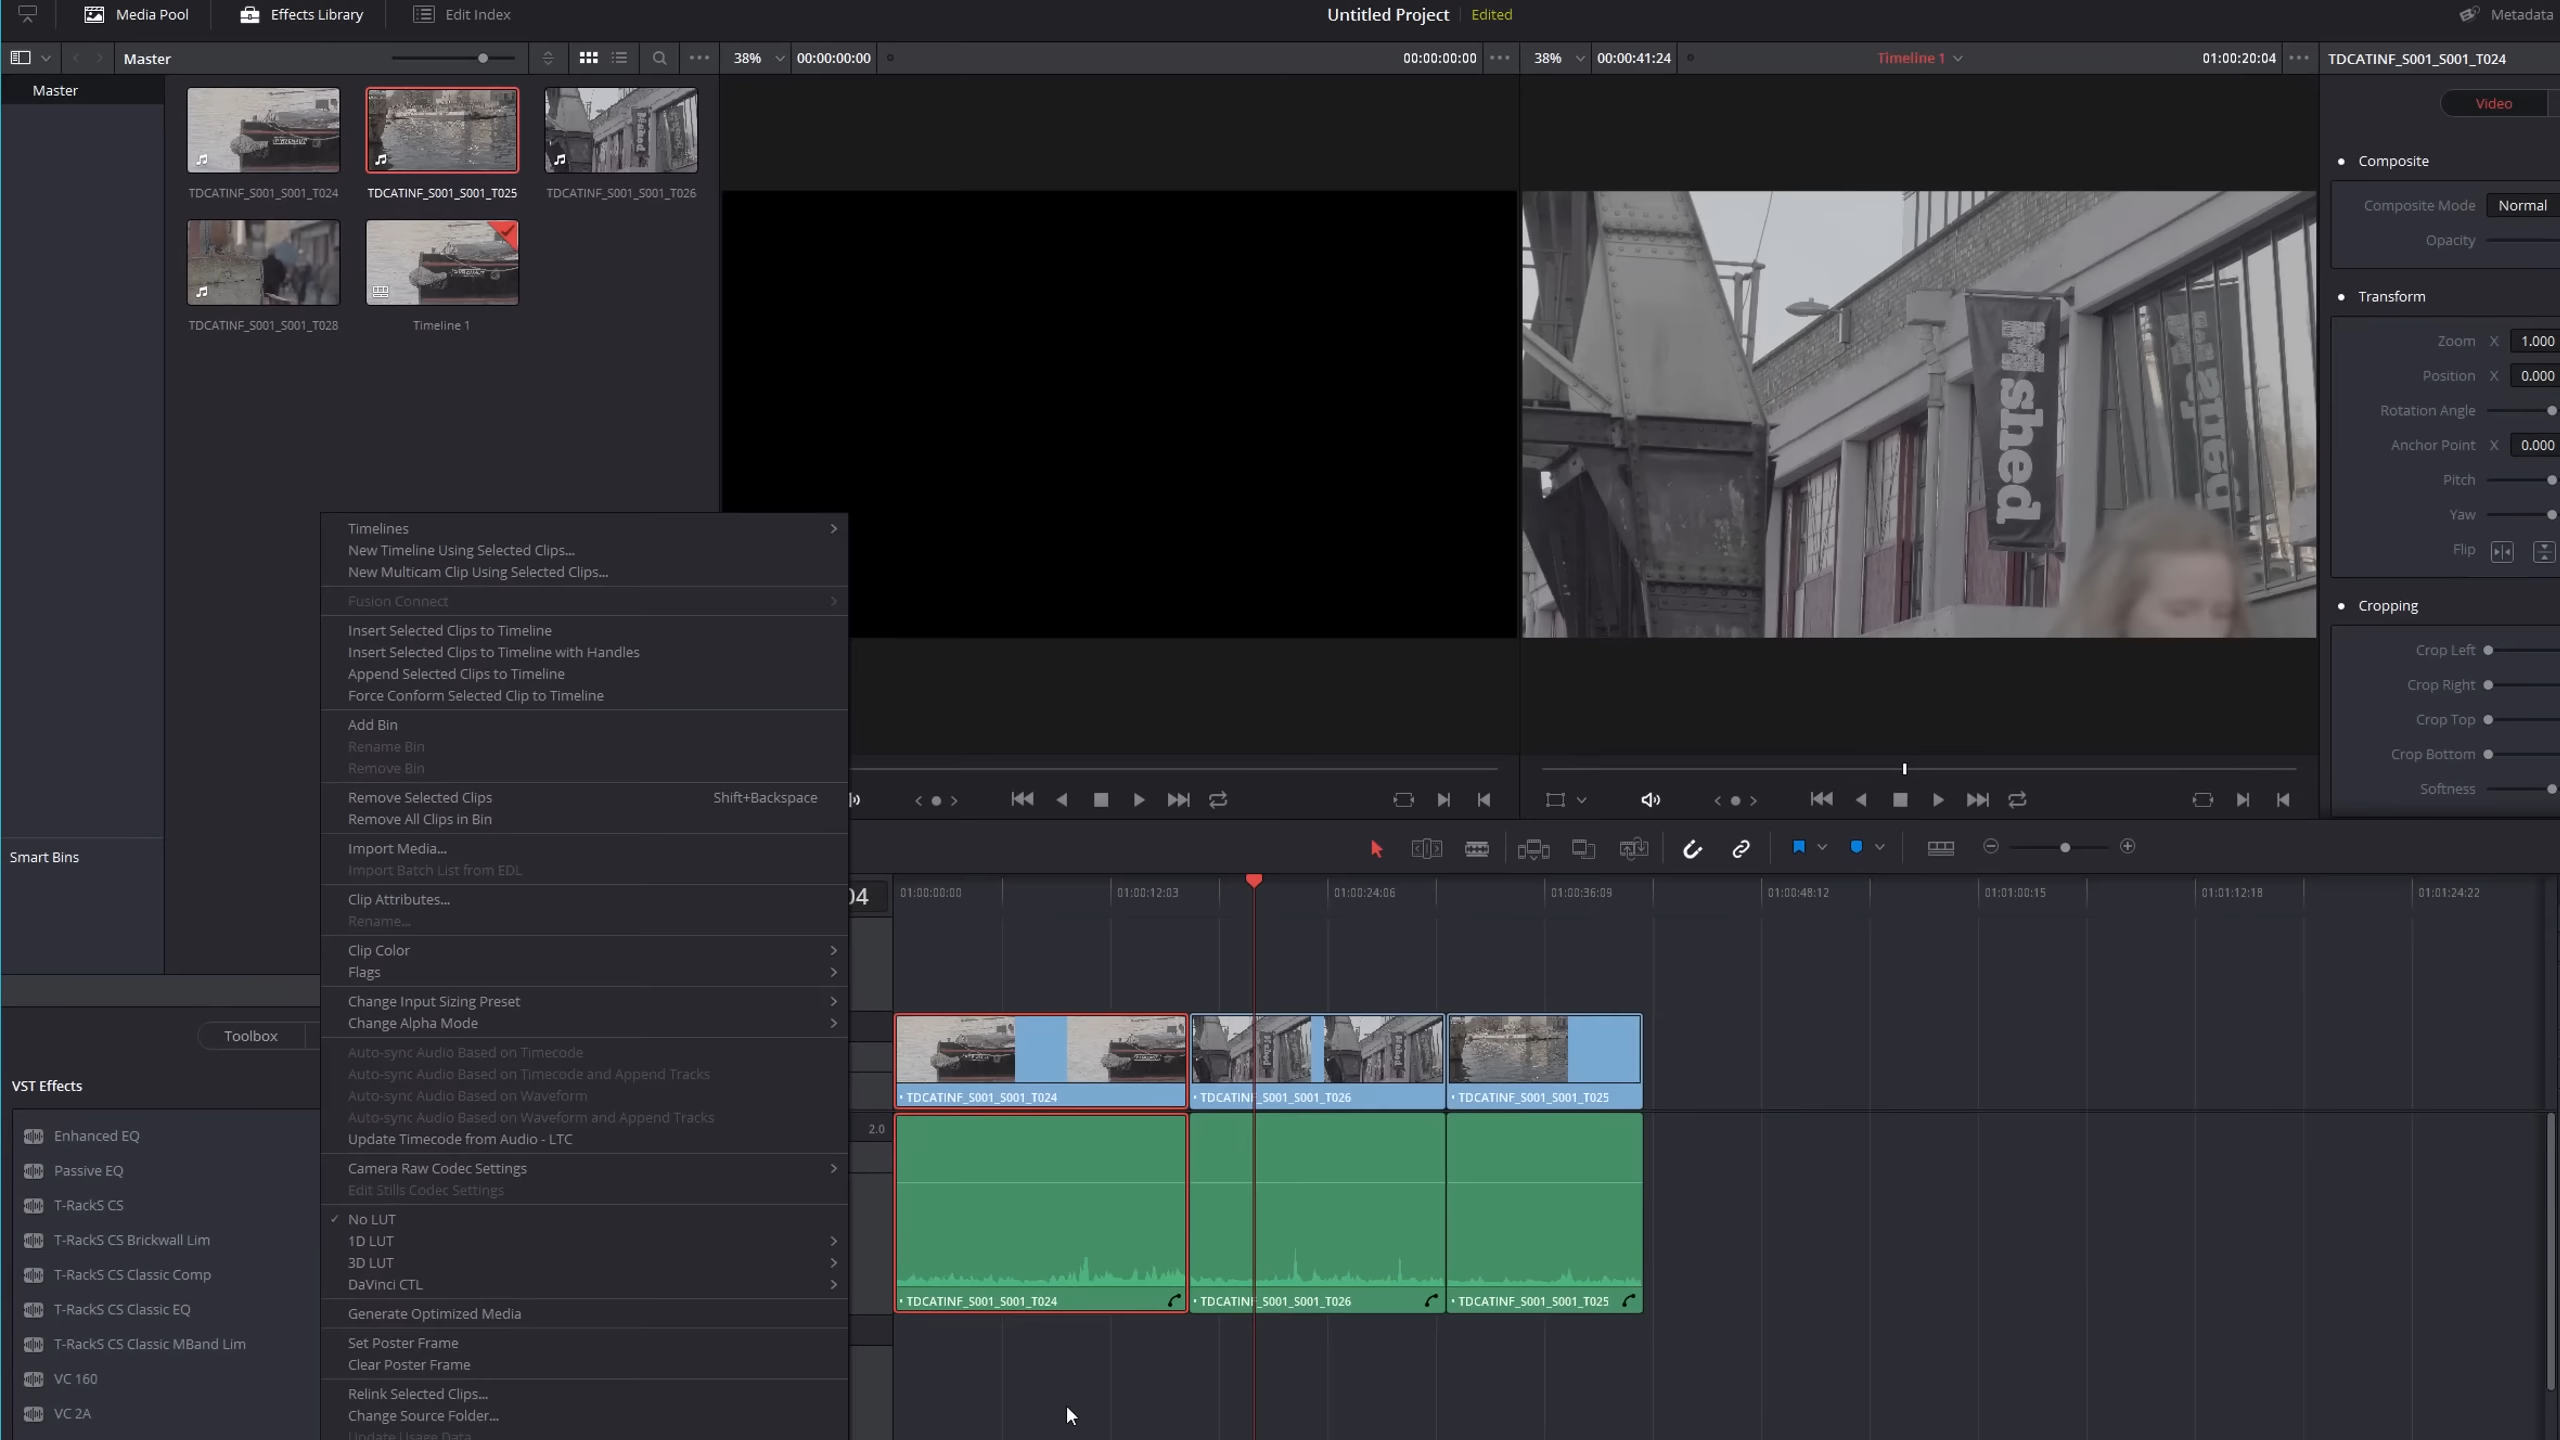 Media Pool
Effects Library
Edit Index
Untitled Project
Edited
Metadata
Master
38%
00:00:00:00
00:00:00:00
38%
00:00:41:24
Timeline 1
01:00:20:04
TDCATINF_S001_S001_T024
Master
TDCATINF_S001_S001_T024
TDCATINF_S001_S001_T025
TDCATINF_S001_S001_T026
TDCATINF_S001_S001_T028
Timeline 1
Smart Bins
Toolbox
VST Effects
Enhanced EQ
Passive EQ
T-RackS CS
T-RackS CS Brickwall Lim
T-RackS CS Classic Comp
T-RackS CS Classic EQ
T-RackS CS Classic MBand Lim
VC 160
VC 2A
Timelines
New Timeline Using Selected Clips...
New Multicam Clip Using Selected Clips...
Fusion Connect
Insert Selected Clips to Timeline
Insert Selected Clips to Timeline with Handles
Append Selected Clips to Timeline
Force Conform Selected Clip to Timeline
Add Bin
Rename Bin
Remove Bin
Remove Selected Clips Shift+Backspace
Remove All Clips in Bin
Import Media...
Import Batch List from EDL
Clip Attributes...
Rename...
Clip Color
Flags
Change Input Sizing Preset
Change Alpha Mode
Auto-sync Audio Based on Timecode
Auto-sync Audio Based on Timecode and Append Tracks
Auto-sync Audio Based on Waveform
Auto-sync Audio Based on Waveform and Append Tracks
Update Timecode from Audio - LTC
Camera Raw Codec Settings
Edit Stills Codec Settings
No LUT
1D LUT
3D LUT
DaVinci CTL
Generate Optimized Media
Set Poster Frame
Clear Poster Frame
Relink Selected Clips...
Change Source Folder...
Update Usage Data
M shed
Video
Composite
Composite Mode Normal
Opacity
Transform
Zoom X 1.000
Position X 0.000
Rotation Angle
Anchor Point X 0.000
Pitch
Yaw
Flip
Cropping
Crop Left
Crop Right
Crop Top
Crop Bottom
Softness
04
01:00:00:00
01:00:12:03
01:00:24:06
01:00:36:09
01:00:48:12
01:01:00:15
01:01:12:18
01:01:24:22
TDCATINF_S001_S001_T024
TDCATINF_S001_S001_T026
TDCATINF_S001_S001_T025
2.0
TDCATINF_S001_S001_T024
TDCATINF_S001_S001_T026
TDCATINF_S001_S001_T025